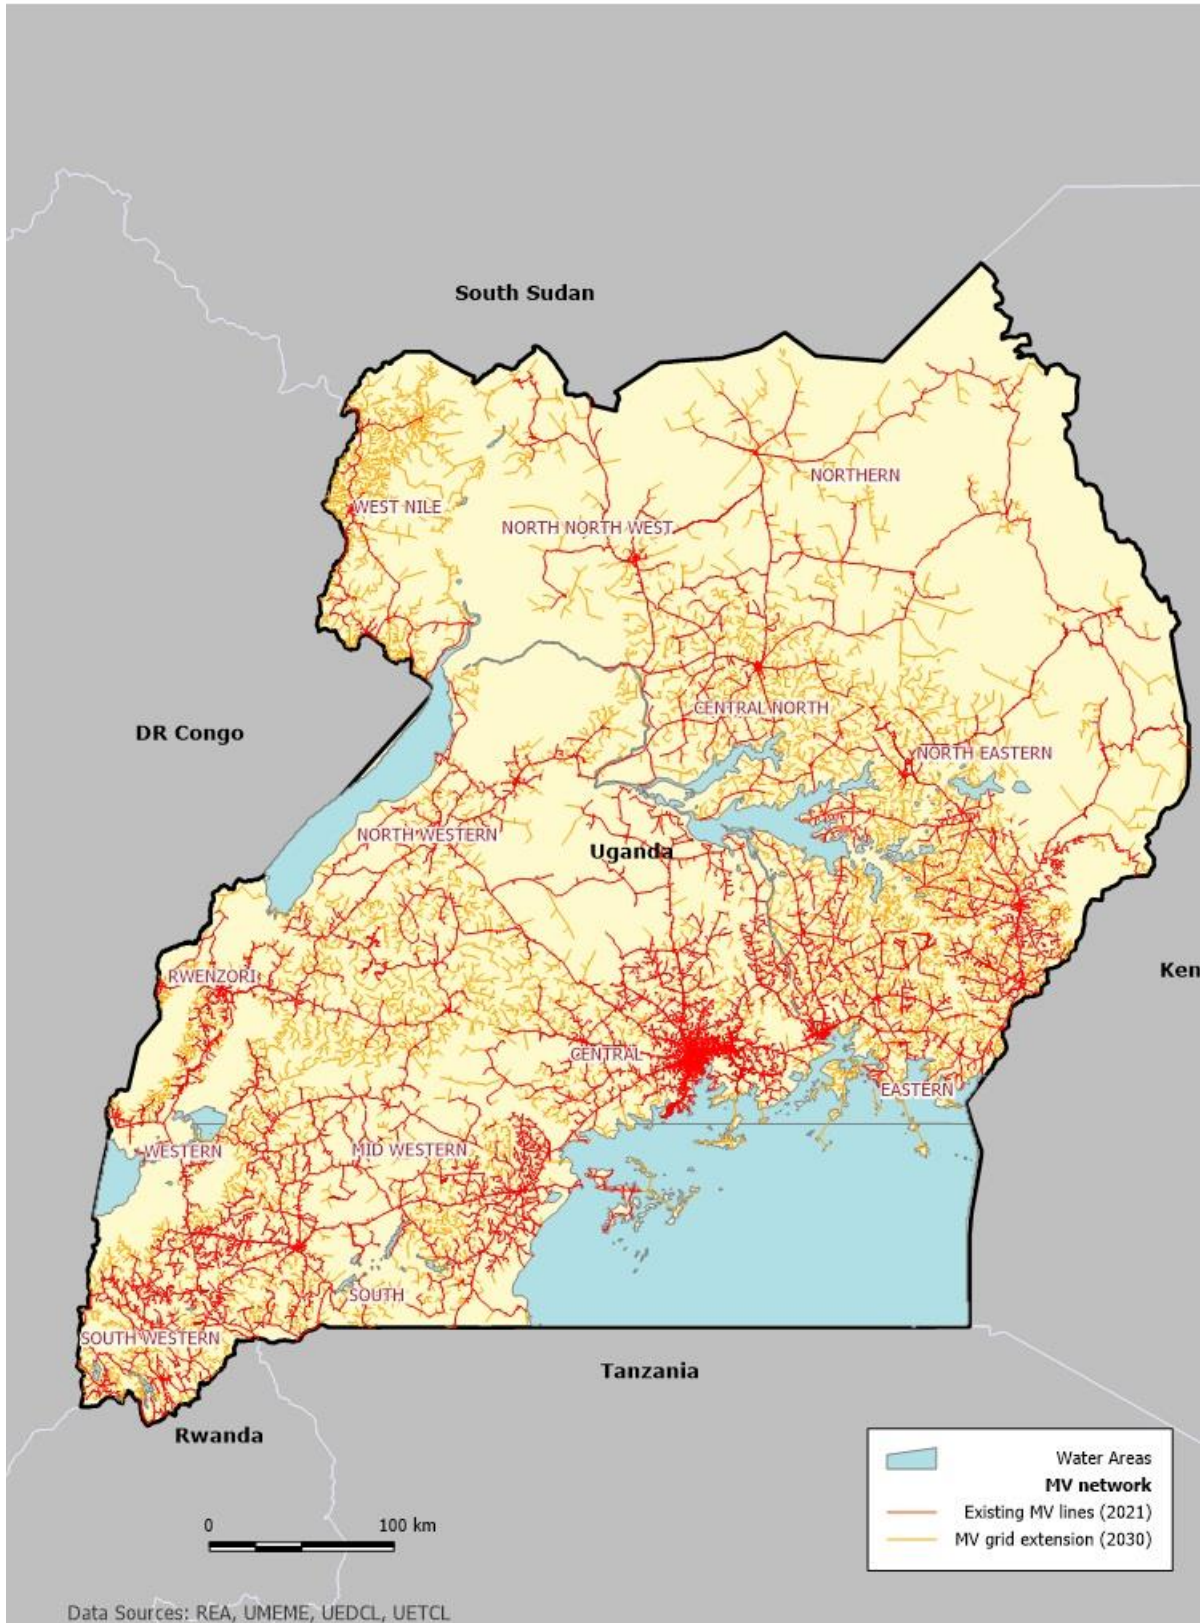 South Sudan
NORTHERN
WEST NILE
NORTH NORTH WEST
CENTRAL NORTH
DR Congo
NORTH EASTERN
NORTH WESTERN
Uganda
RWENZORI
Ken
CENTRAL
EASTERN
WESTERN
MID WESTERN
SOUTH
SOUTH WESTERN
Tanzania
Rwanda
Water Areas
MV network
Existing MV lines (2021)
MV grid extension (2030)
0 100 km
Data Sources: REA, UMEME, UEDCL, UETCL